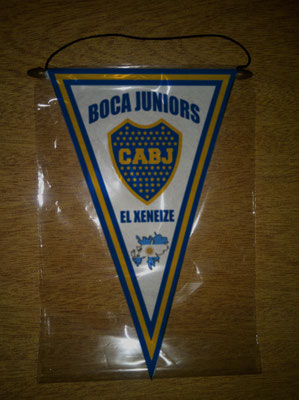 BOCA JUNIORS
CABJ
EL XENEIZE